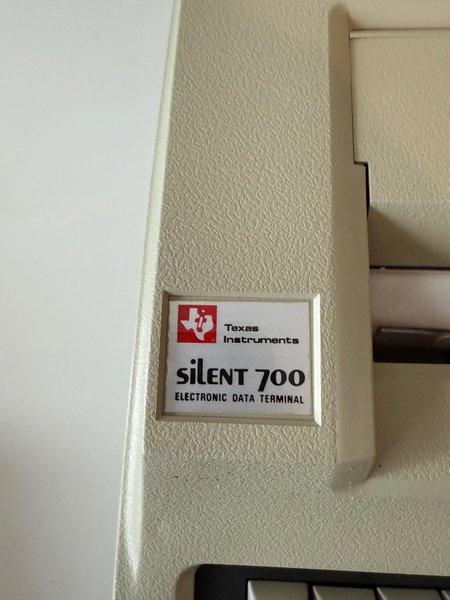 Texas
Instruments
SiLENT 700
ELECTRONIC DATA TERMINAL